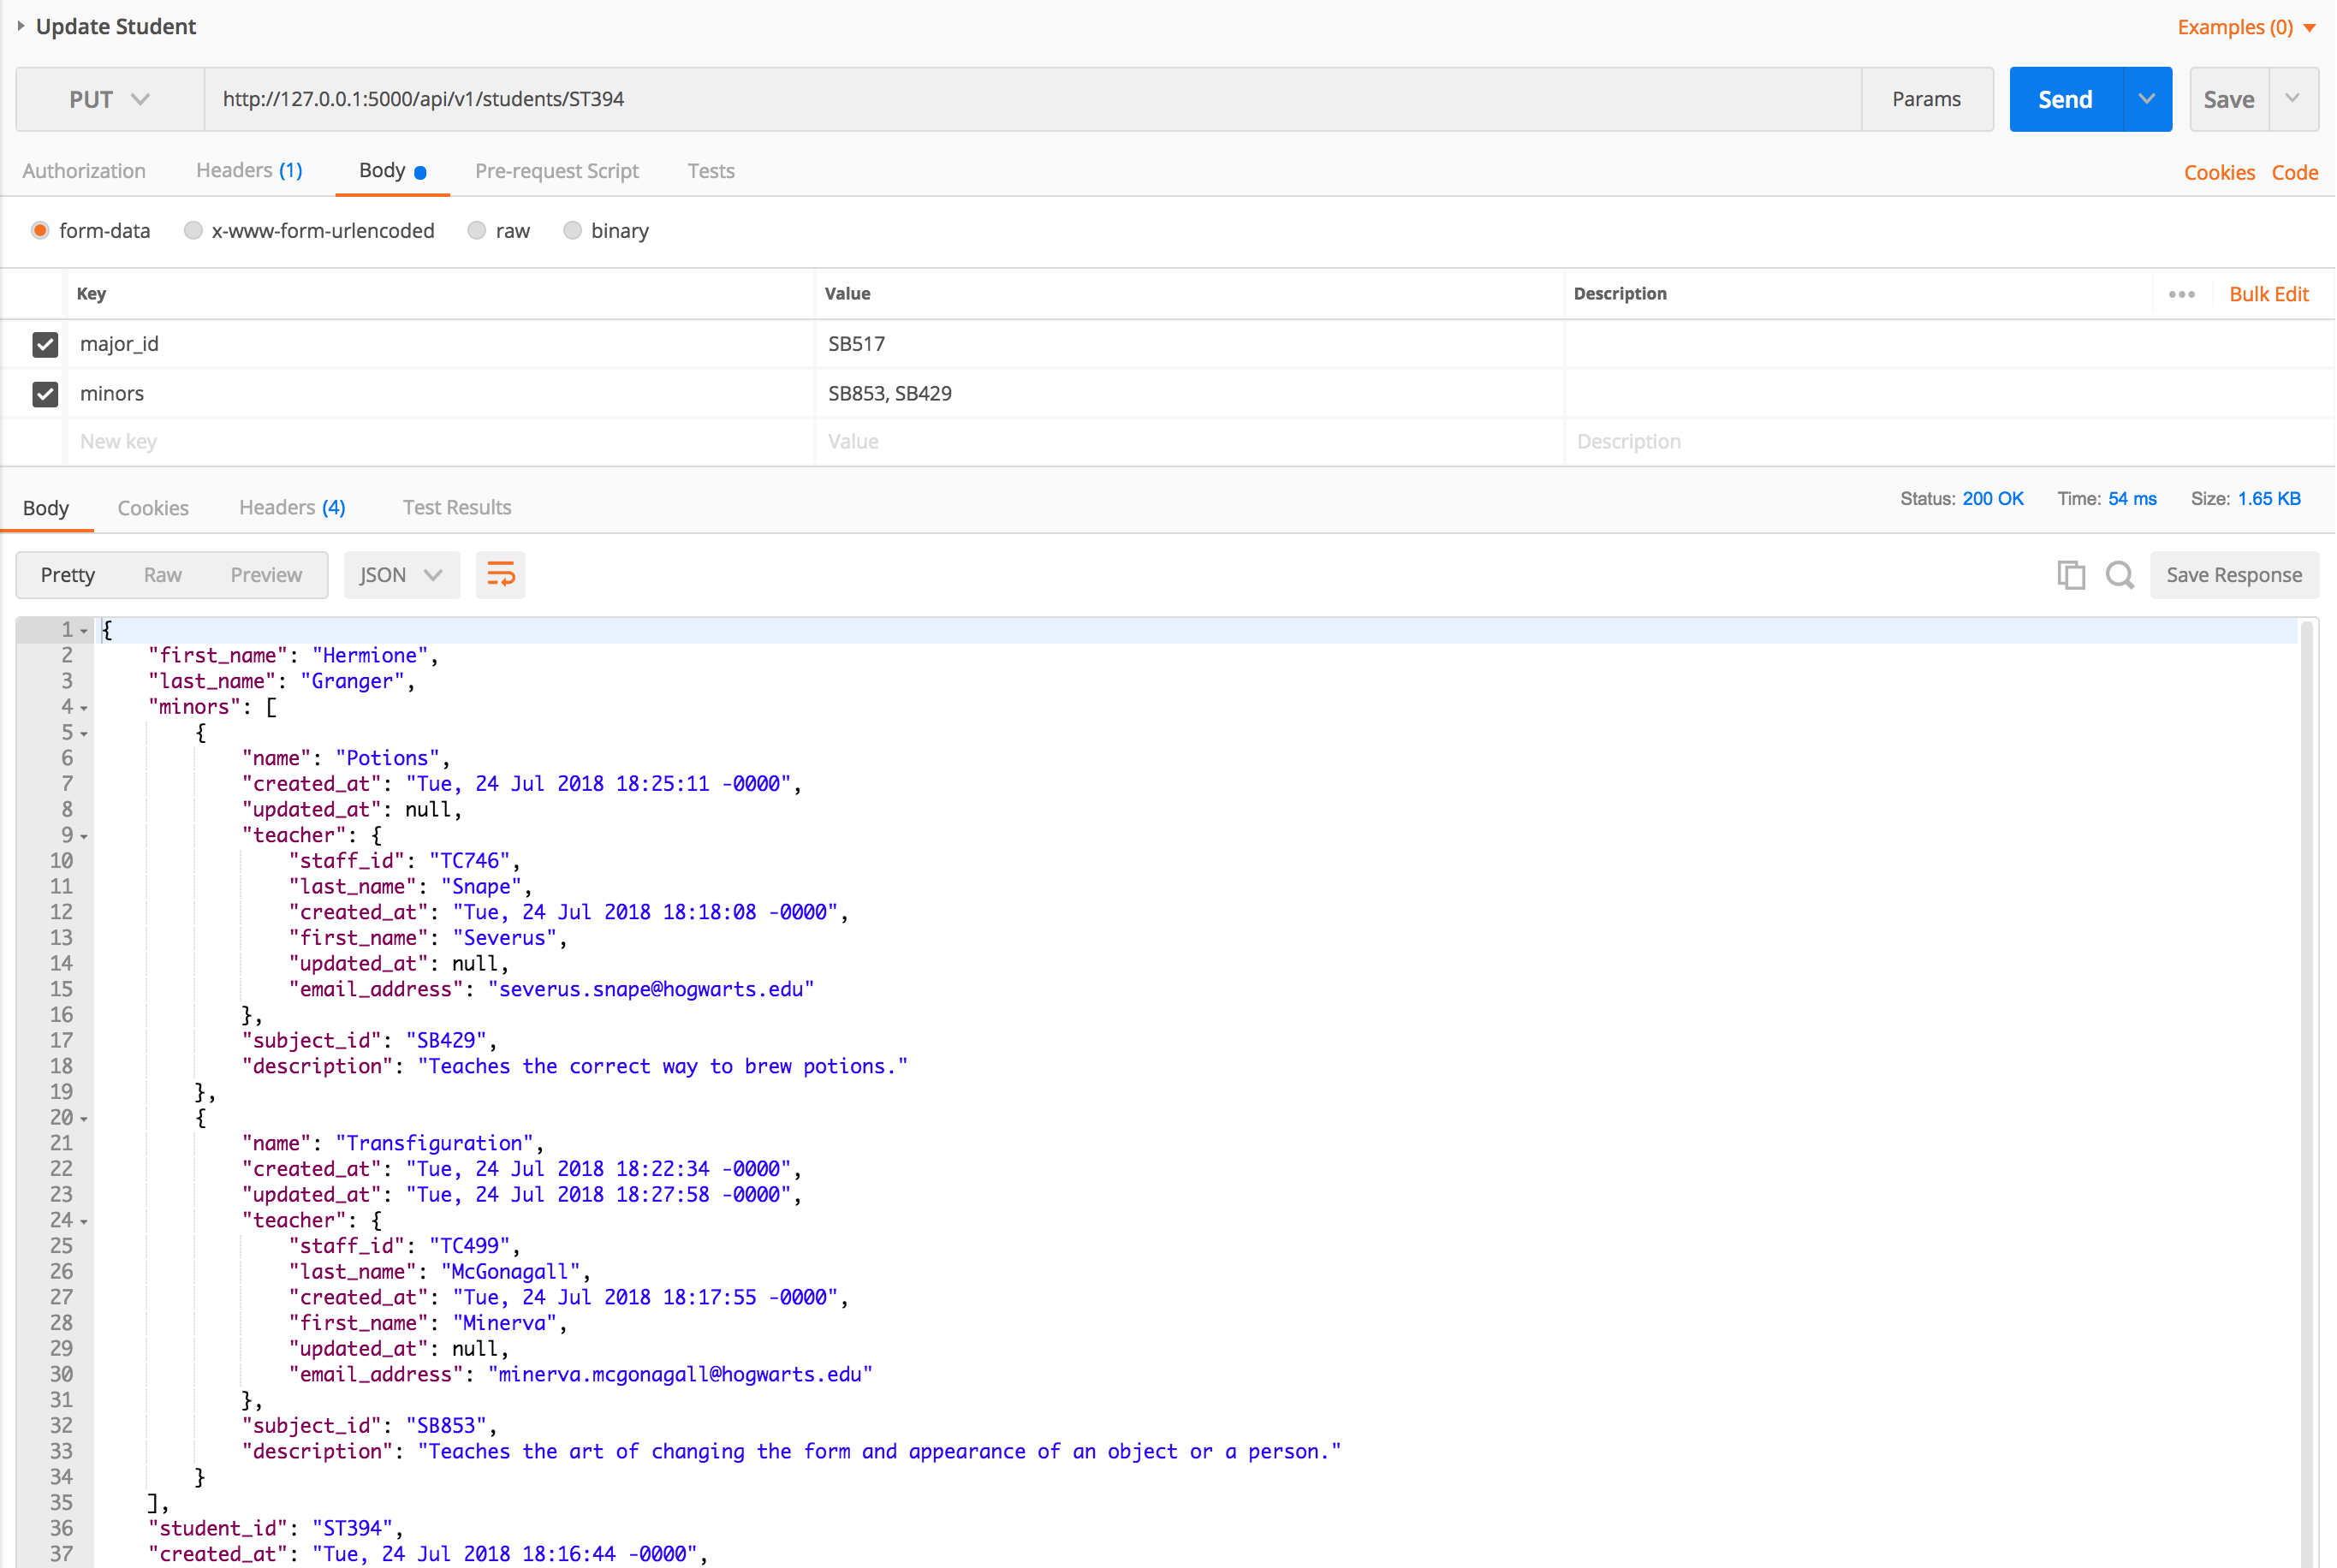 Update Student
Examples (0)
PUT http://127.0.0.1:5000/api/v1/students/ST394 Params Send Save
Authorization Headers (1) Body Pre-request Script Tests Cookies Code
form-data x-www-form-urlencoded raw binary
Key Value Description ••• Bulk Edit
major_id SB517
minors SB853, SB429
New key Value Description
Body Cookies Headers (4) Test Results Status: 200 OK Time: 54 ms Size: 1.65 KB
Pretty Raw Preview JSON Save Response
1 {
2 "first_name": "Hermione",
3 "last_name": "Granger",
4 "minors": [
5 {
6 "name": "Potions",
7 "created_at": "Tue, 24 Jul 2018 18:25:11 -0000",
8 "updated_at": null,
9 "teacher": {
10 "staff_id": "TC746",
11 "last_name": "Snape",
12 "created_at": "Tue, 24 Jul 2018 18:18:08 -0000",
13 "first_name": "Severus",
14 "updated_at": null,
15 "email_address": "severus.snape@hogwarts.edu"
16 },
17 "subject_id": "SB429",
18 "description": "Teaches the correct way to brew potions."
19 },
20 {
21 "name": "Transfiguration",
22 "created_at": "Tue, 24 Jul 2018 18:22:34 -0000",
23 "updated_at": "Tue, 24 Jul 2018 18:27:58 -0000",
24 "teacher": {
25 "staff_id": "TC499",
26 "last_name": "McGonagall",
27 "created_at": "Tue, 24 Jul 2018 18:17:55 -0000",
28 "first_name": "Minerva",
29 "updated_at": null,
30 "email_address": "minerva.mcgonagall@hogwarts.edu"
31 },
32 "subject_id": "SB853",
33 "description": "Teaches the art of changing the form and appearance of an object or a person."
34 }
35 ],
36 "student_id": "ST394",
37 "created_at": "Tue, 24 Jul 2018 18:16:44 -0000",